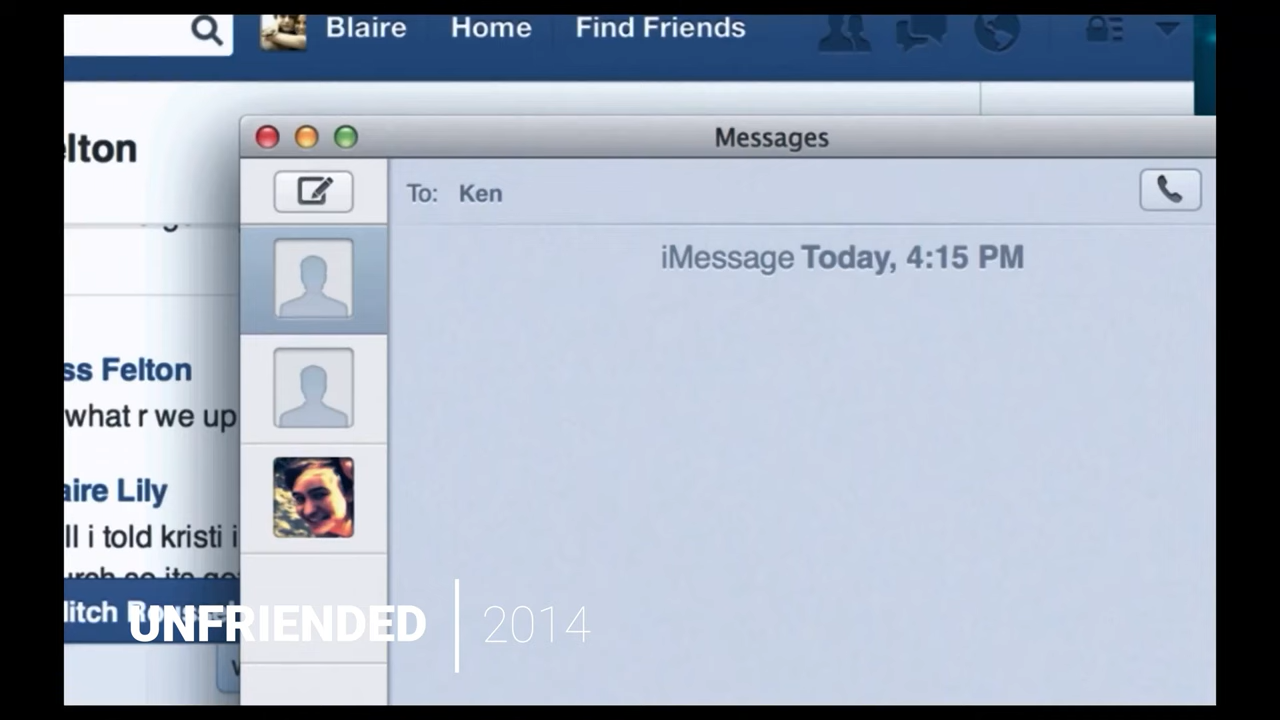 Blaire Home Find Friends
elton
Messages
To: Ken
iMessage Today, 4:15 PM
ss Felton
what r we up
aire Lily
ll i told kristi i
UNFRIENDED 2014